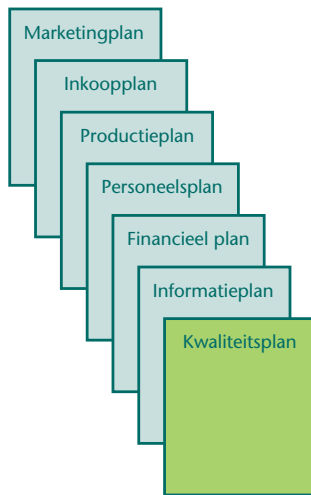 Marketingplan
Inkoopplan
Productieplan
Personeelsplan
Financieel plan
Informatieplan
Kwaliteitsplan